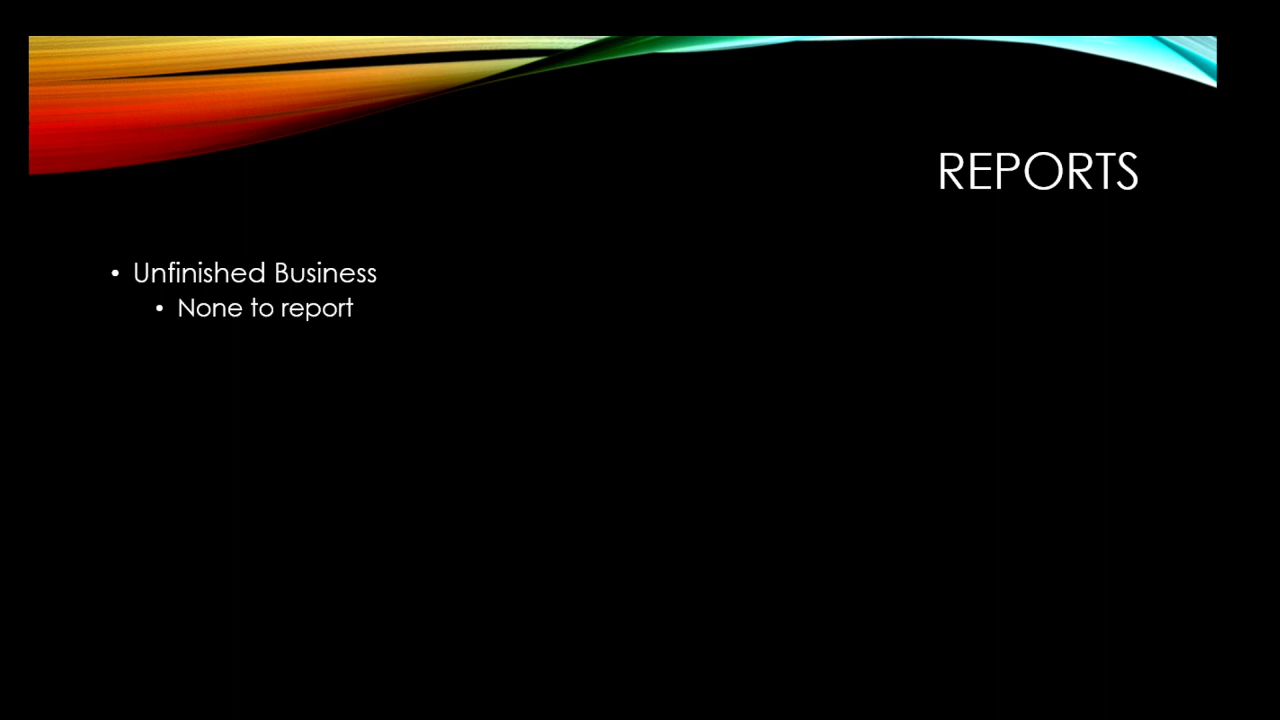 REPORTS
• Unfinished Business
• None to report